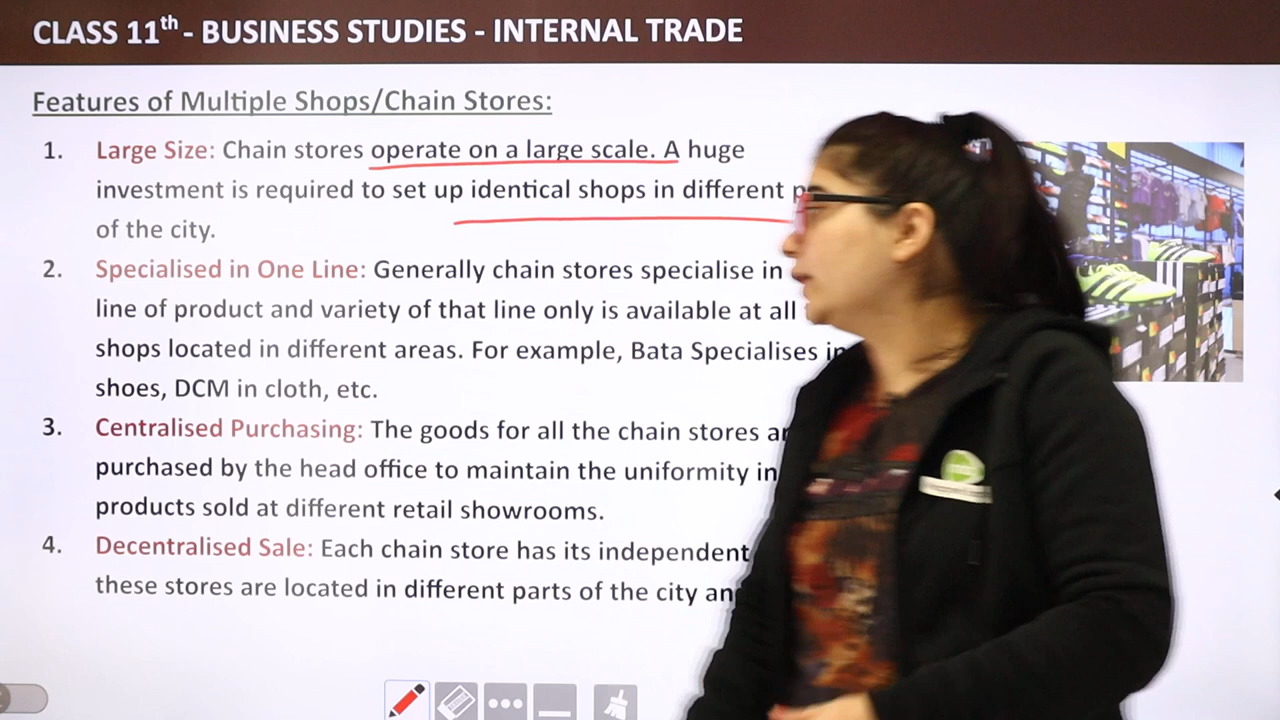 CLASS 11th - BUSINESS STUDIES - INTERNAL TRADE
Features of Multiple Shops/Chain Stores:
1. Large Size: Chain stores operate on a large scale. A huge
investment is required to set up identical shops in different
of the city.
2. Specialised in One Line: Generally chain stores specialise in
line of product and variety of that line only is available at all
shops located in different areas. For example, Bata Specialises in
shoes, DCM in cloth, etc.
3. Centralised Purchasing: The goods for all the chain stores
purchased by the head office to maintain the uniformity in
products sold at different retail showrooms.
4. Decentralised Sale: Each chain store has its independent
these stores are located in different parts of the city